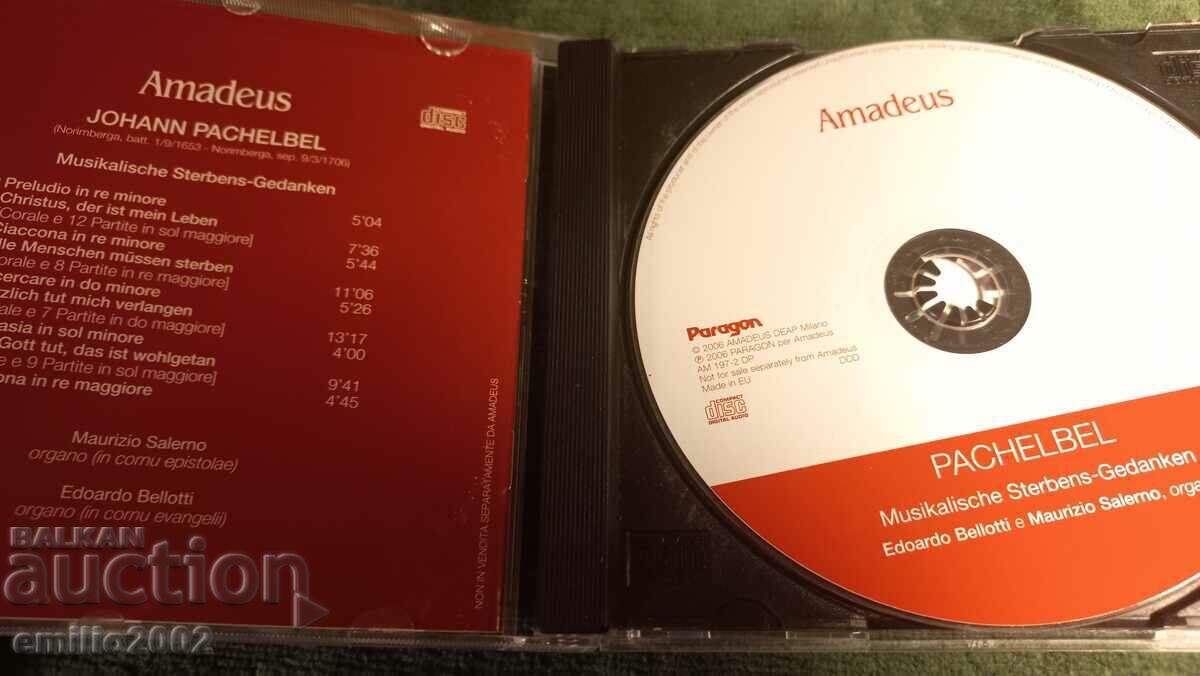 Amadeus
JOHANN PACHELBEL
(Norimberga, batt. 1/9/1653 - Norimberga, sep. 9/3/1706)
Musikalische Sterbens-Gedanken
Preludio in re minore 5'04
Christus, der ist mein Leben
Corale e 12 Partite in sol maggiore] 7'36
Ciaccona in re minore 5'44
lle Menschen müssen sterben
orale e 8 Partite in re maggiore] 11'06
cercare in do minore 5'26
zlich tut mich verlangen
ale e 7 Partite in do maggiore] 13'17
asia in sol minore 4'00
Gott tut, das ist wohlgetan
e e 9 Partite in sol maggiore] 9'41
ona in re maggiore 4'45
Maurizio Salerno
organo (in cornu epistolae)
Edoardo Bellotti
organo (in cornu evangelii)
NON IN VENDITA SEPARATAMENTE DA AMADEUS
COMPACT
disc
DIGITAL AUDIO
Amadeus
Paragon
© 2006 AMADEUS DEAP Milano
℗ 2006 PARAGON per Amadeus
AM 197-2 DP
Not for sale separately from Amadeus
Made in EU DDD
COMPACT
disc
DIGITAL AUDIO
PACHELBEL
Musikalische Sterbens-Gedanken
Edoardo Bellotti e Maurizio Salerno, orga
BALKAN
auction
emilio2002